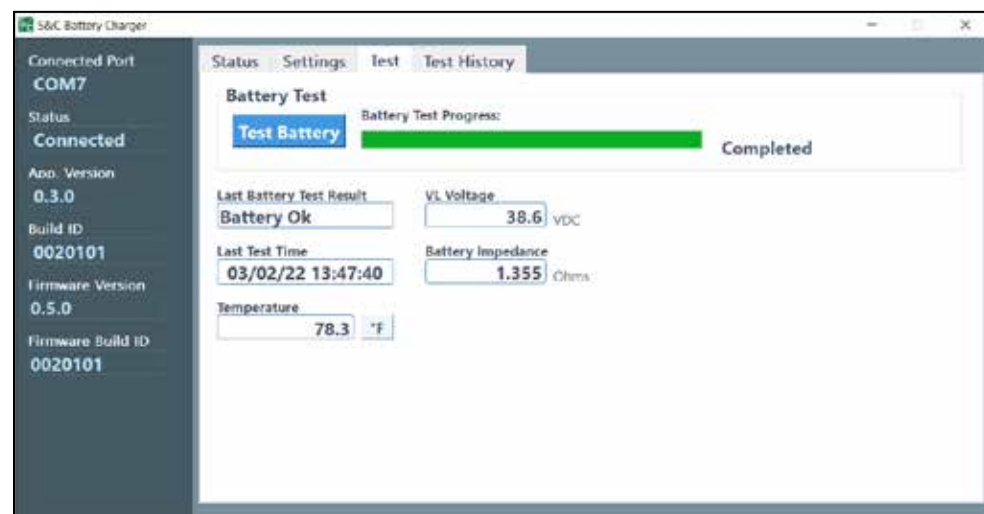 S&C Battery Charger
Connected Port
COM7
Status
Connected
App. Version
0.3.0
Build ID
0020101
Firmware Version
0.5.0
Firmware Build ID
0020101
Status Settings Test Test History
Battery Test
Test Battery
Battery Test Progress:
Completed
Last Battery Test Result
Battery Ok
VL Voltage
38.6 VDC
Last Test Time
03/02/22 13:47:40
Battery Impedance
1.355 Ohms
Temperature
78.3 °F